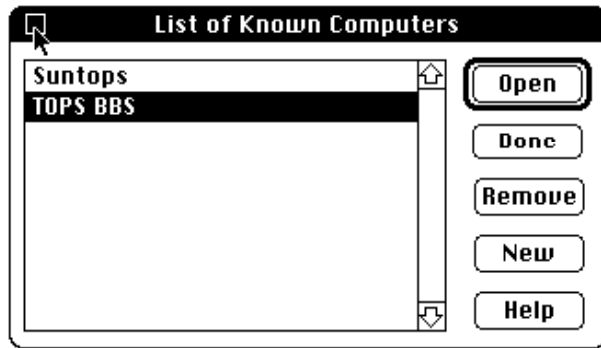 List of Known Computers
Suntops
TOPS BBS
Open
Done
Remove
New
Help